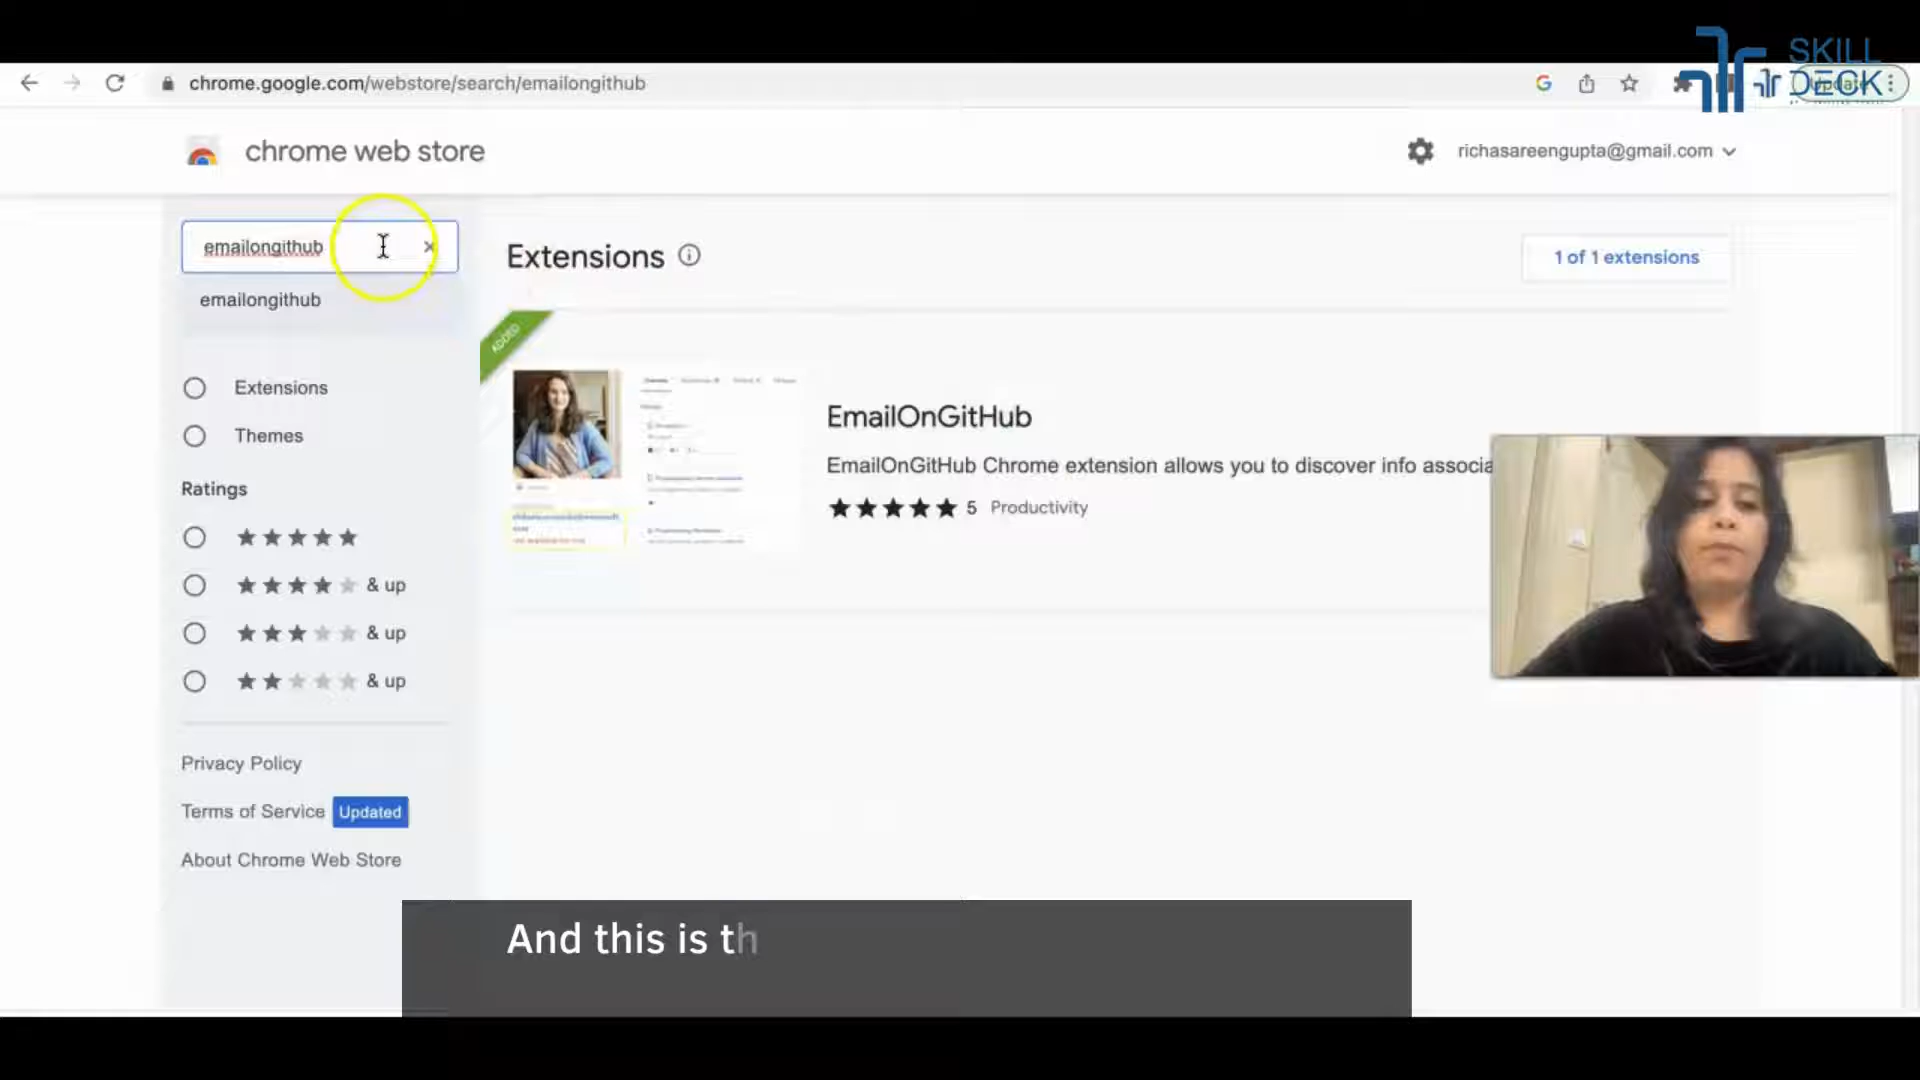 SKILL
DECK
chrome.google.com/webstore/search/emailongithub
Update
chrome web store
richasareengupta@gmail.com
emailongithub
Extensions
1 of 1 extensions
emailongithub
ADDED
Extensions
Themes
EmailOnGitHub
EmailOnGitHub Chrome extension allows you to discover info associa
5 Productivity
Ratings
& up
& up
& up
Privacy Policy
Terms of Service Updated
About Chrome Web Store
And this is th